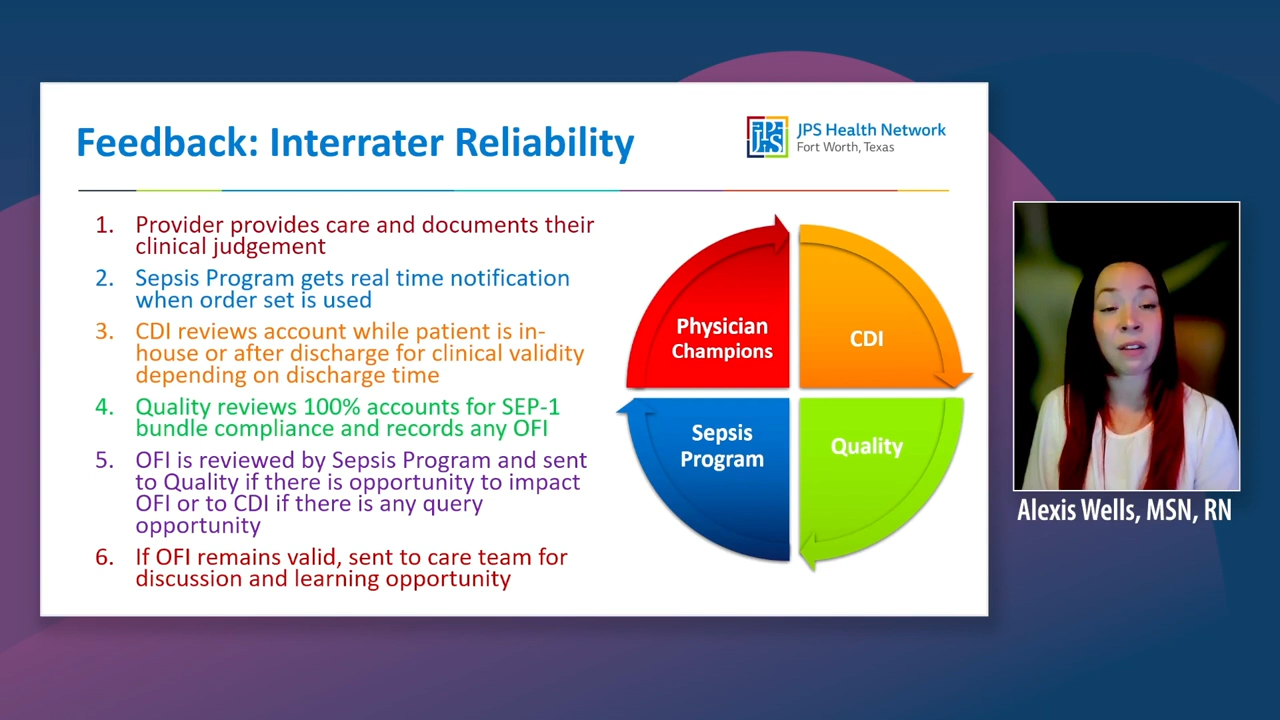 Feedback: Interrater Reliability
JPS Health Network
Fort Worth, Texas
1. Provider provides care and documents their
clinical judgement
2. Sepsis Program gets real time notification
when order set is used
3. CDI reviews account while patient is in-
house or after discharge for clinical validity
depending on discharge time
4. Quality reviews 100% accounts for SEP-1
bundle compliance and records any OFI
5. OFI is reviewed by Sepsis Program and sent
to Quality if there is opportunity to impact
OFI or to CDI if there is any query
opportunity
6. If OFI remains valid, sent to care team for
discussion and learning opportunity
Physician
Champions
CDI
Sepsis
Program
Quality
Alexis Wells, MSN, RN